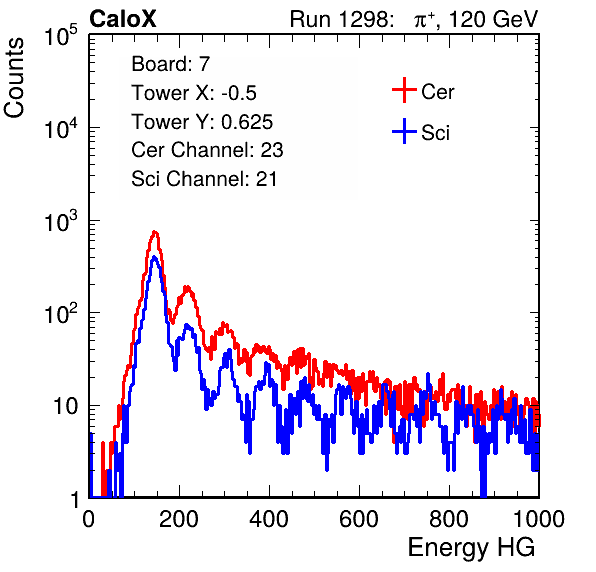 CaloX Run 1298: π⁺, 120 GeV
Counts
Board: 7
Tower X: -0.5
Tower Y: 0.625
Cer Channel: 23
Sci Channel: 21
Cer
Sci
10⁵
10⁴
10³
10²
10
1
0 200 400 600 800 1000
Energy HG